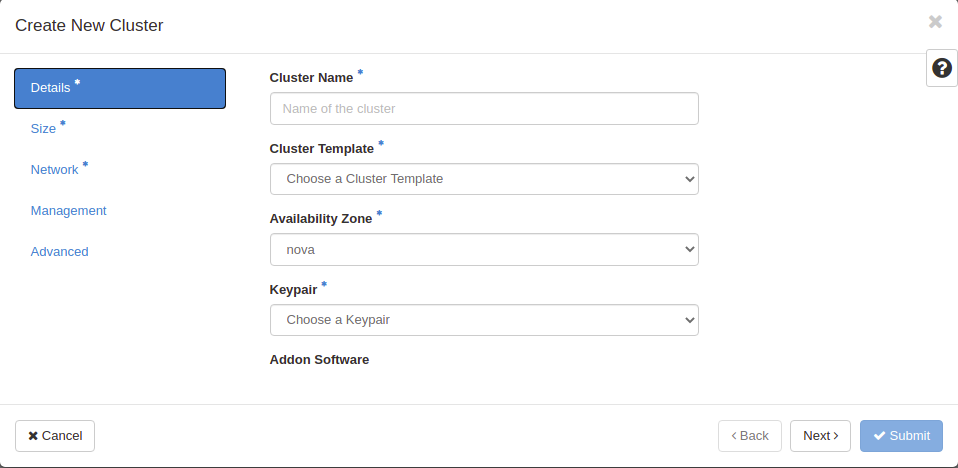 Create New Cluster
×
Details *
Size *
Network *
Management
Advanced
Cluster Name *
Name of the cluster
Cluster Template *
Choose a Cluster Template
Availability Zone *
nova
Keypair *
Choose a Keypair
Addon Software
?
Cancel
Back
Next
Submit